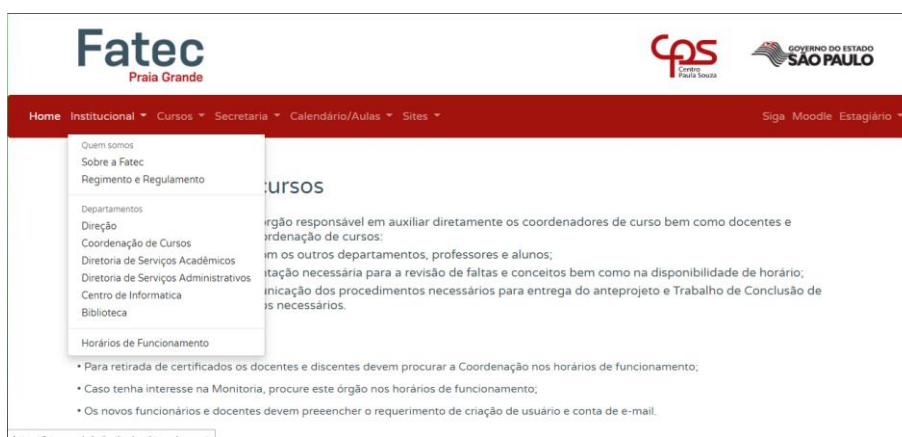 Fatec
Praia Grande
CPS
Centro
Paula Souza
GOVERNO DO ESTADO
SÃO PAULO
Home Institucional Cursos Secretaria Calendário/Aulas Sites Siga Moodle Estagiário
Quem somos
Sobre a Fatec
Regimento e Regulamento
Departamentos
Direção
Coordenação de Cursos
Diretoria de Serviços Acadêmicos
Diretoria de Serviços Administrativos
Centro de Informatica
Biblioteca
Horários de Funcionamento
cursos
rgão responsável em auxiliar diretamente os coordenadores de curso bem como docentes e
ordenação de cursos:
m os outros departamentos, professores e alunos;
ntação necessária para a revisão de faltas e conceitos bem como na disponibilidade de horário;
unicação dos procedimentos necessários para entrega do anteprojeto e Trabalho de Conclusão de
os necessários.
• Para retirada de certificados os docentes e discentes devem procurar a Coordenação nos horários de funcionamento;
• Caso tenha interesse na Monitoria, procure este órgão nos horários de funcionamento;
• Os novos funcionários e docentes devem preeencher o requerimento de criação de usuário e conta de e-mail.